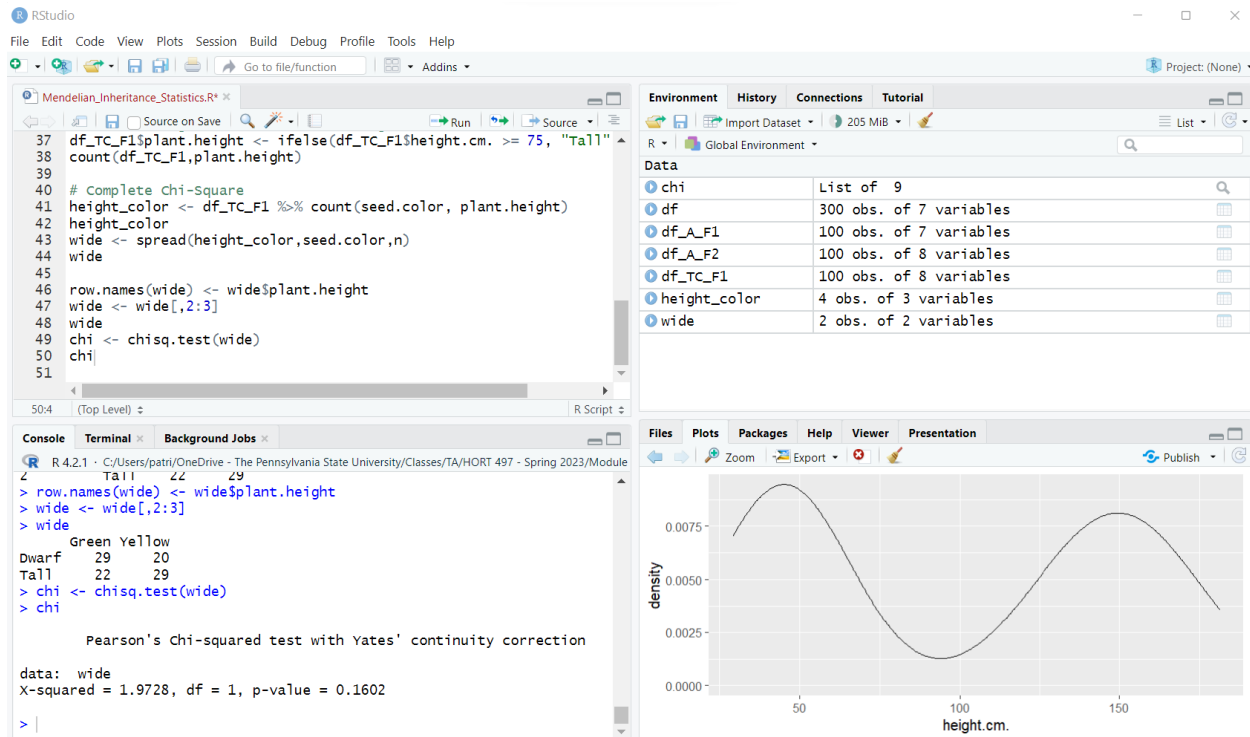 RStudio
File Edit Code View Plots Session Build Debug Profile Tools Help
Go to file/function Addins Project: (None)
Mendelian_Inheritance_Statistics.R*
Source on Save Run Source
37 df_TC_F1$plant.height <- ifelse(df_TC_F1$height.cm. >= 75, "Tall"
38 count(df_TC_F1,plant.height)
39
40 # Complete Chi-Square
41 height_color <- df_TC_F1 %>% count(seed.color, plant.height)
42 height_color
43 wide <- spread(height_color,seed.color,n)
44 wide
45
46 row.names(wide) <- wide$plant.height
47 wide <- wide[,2:3]
48 wide
49 chi <- chisq.test(wide)
50 chi
51
50:4 (Top Level) R Script
Console Terminal Background Jobs
R 4.2.1 · C:/Users/patri/OneDrive - The Pennsylvania State University/Classes/TA/HORT 497 - Spring 2023/Module
2 Tall 22 29
> row.names(wide) <- wide$plant.height
> wide <- wide[,2:3]
> wide
Green Yellow
Dwarf 29 20
Tall 22 29
> chi <- chisq.test(wide)
> chi
Pearson's Chi-squared test with Yates' continuity correction
data: wide
X-squared = 1.9728, df = 1, p-value = 0.1602
>
Environment History Connections Tutorial
Import Dataset 205 MiB List
R Global Environment
Data
chi List of 9
df 300 obs. of 7 variables
df_A_F1 100 obs. of 7 variables
df_A_F2 100 obs. of 8 variables
df_TC_F1 100 obs. of 8 variables
height_color 4 obs. of 3 variables
wide 2 obs. of 2 variables
Files Plots Packages Help Viewer Presentation
Zoom Export Publish
0.0075
0.0050
0.0025
0.0000
density
50 100 150
height.cm.